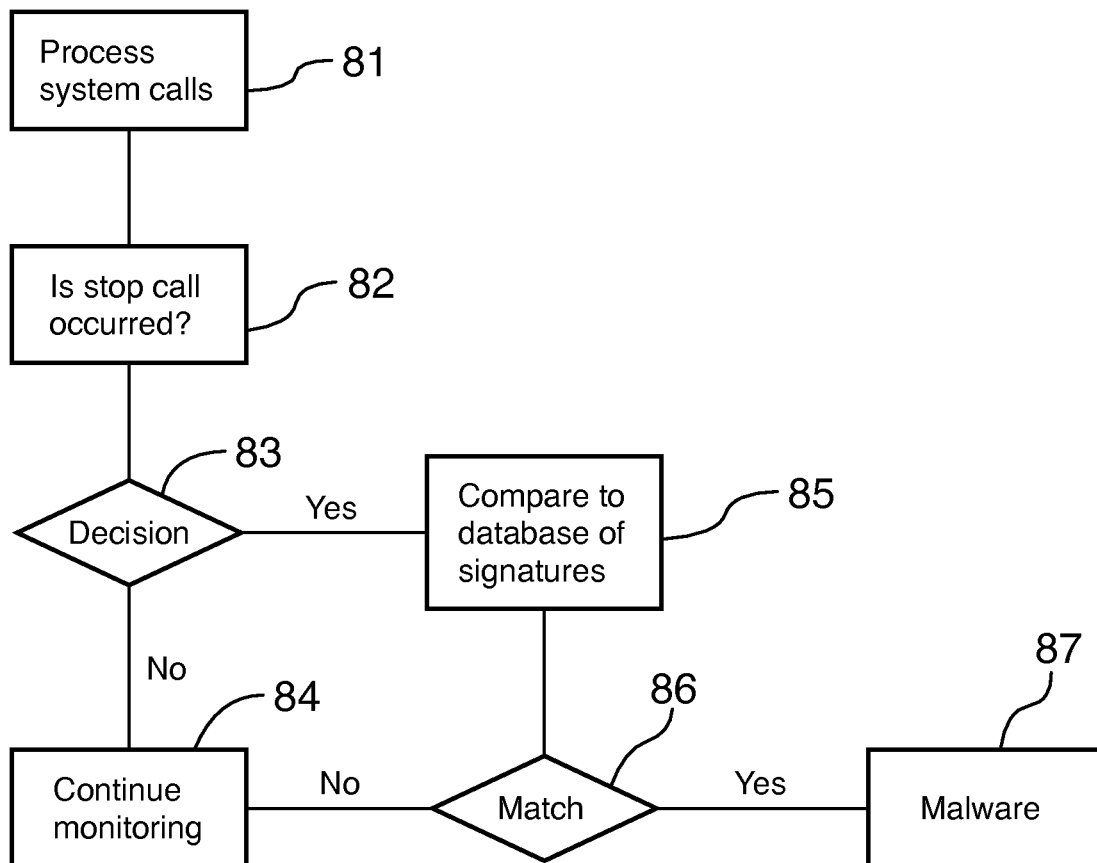 Process
system calls
81
Is stop call
occurred?
82
83
Decision
Yes
Compare to
database of
signatures
85
No
84
Continue
monitoring
No
86
Match
Yes
87
Malware